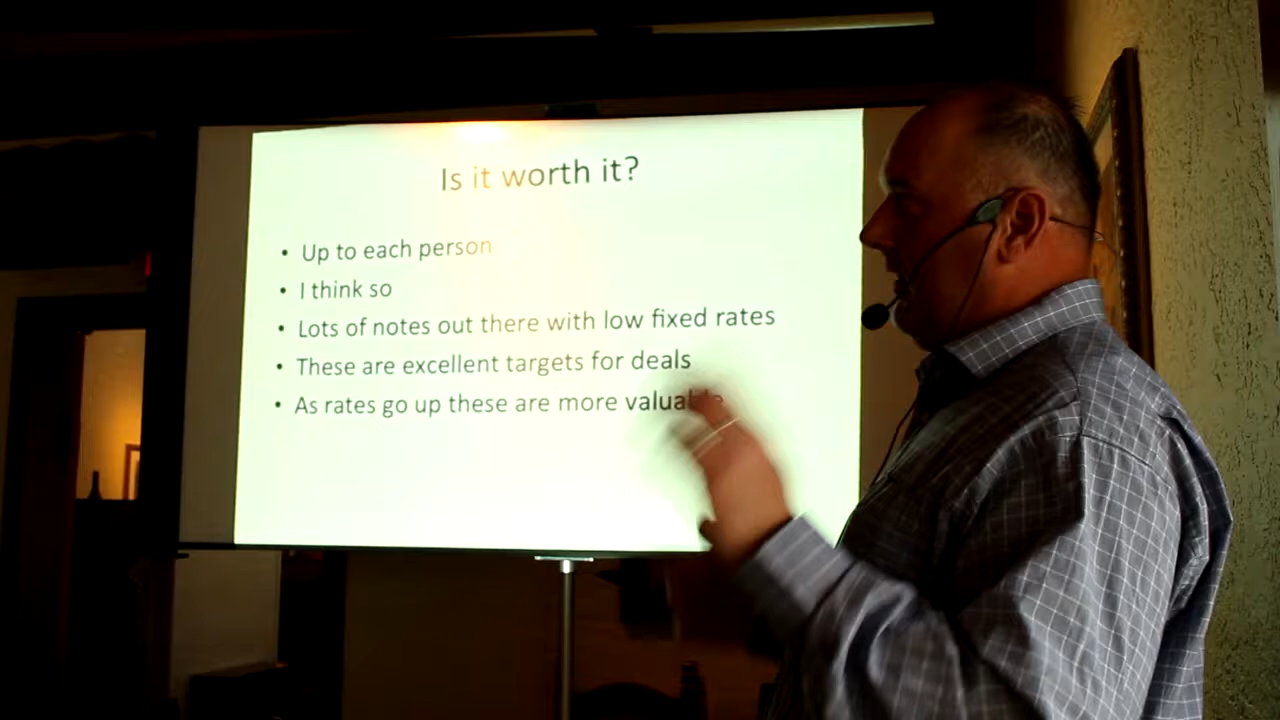 Is it worth it?
• Up to each person
• I think so
• Lots of notes out there with low fixed rates
• These are excellent targets for deals
• As rates go up these are more valuable